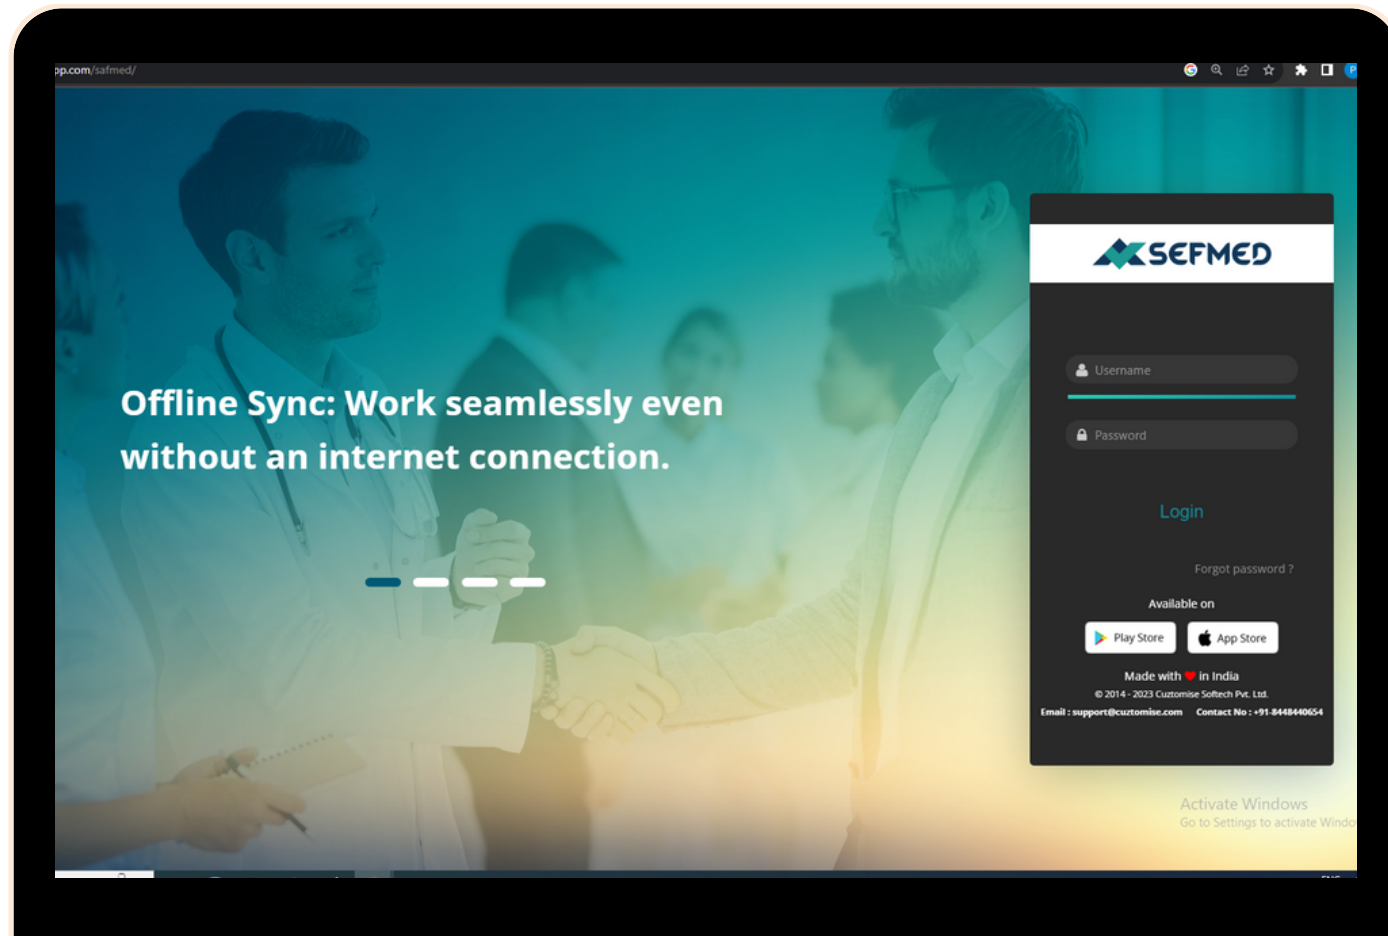 pp.com/safmed/
P
SEFMED
Offline Sync: Work seamlessly even
without an internet connection.
Username
Password
Login
Forgot password ?
Available on
Play Store App Store
Made with ❤ in India
© 2014 - 2023 Cuztomise Softech Pvt. Ltd.
Email : support@cuztomise.com Contact No : +91-8448440654
Activate Windows
Go to Settings to activate Windo